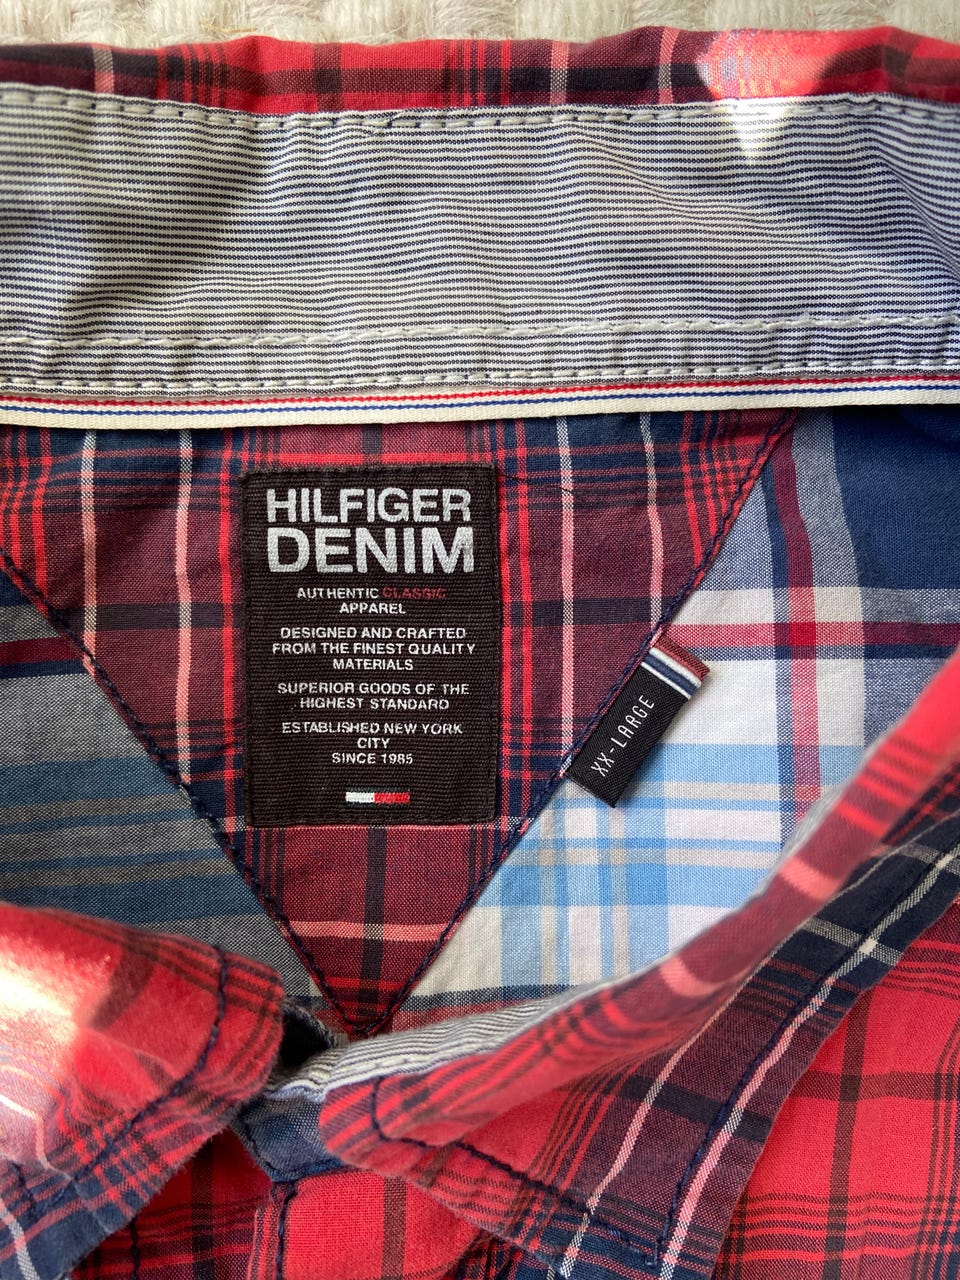 HILFIGER
DENIM
AUTHENTIC CLASSIC
APPAREL
DESIGNED AND CRAFTED
FROM THE FINEST QUALITY
MATERIALS
SUPERIOR GOODS OF THE
HIGHEST STANDARD
ESTABLISHED NEW YORK
CITY
SINCE 1985
XX-LARGE